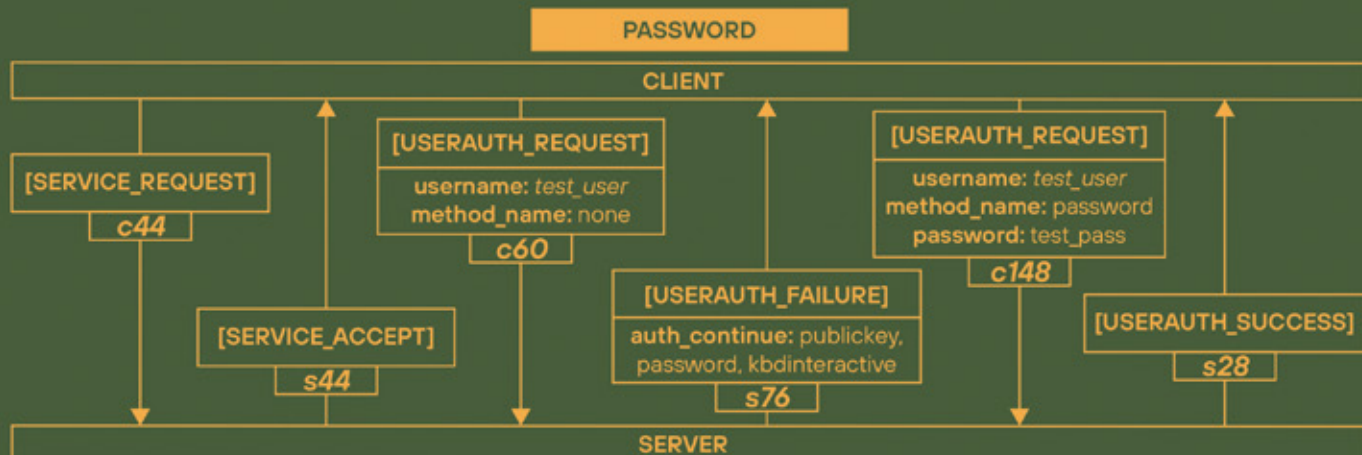 PASSWORD
CLIENT
[SERVICE_REQUEST]
c44
[SERVICE_ACCEPT]
s44
[USERAUTH_REQUEST]
username: test_user
method_name: none
c60
[USERAUTH_FAILURE]
auth_continue: publickey,
password, kbdinteractive
s76
[USERAUTH_REQUEST]
username: test_user
method_name: password
password: test_pass
c148
[USERAUTH_SUCCESS]
s28
SERVER